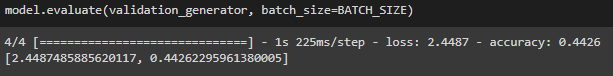 model.evaluate(validation_generator, batch_size=BATCH_SIZE)
4/4 [==============================] - 1s 225ms/step - loss: 2.4487 - accuracy: 0.4426
[2.4487485885620117, 0.44262295961380005]